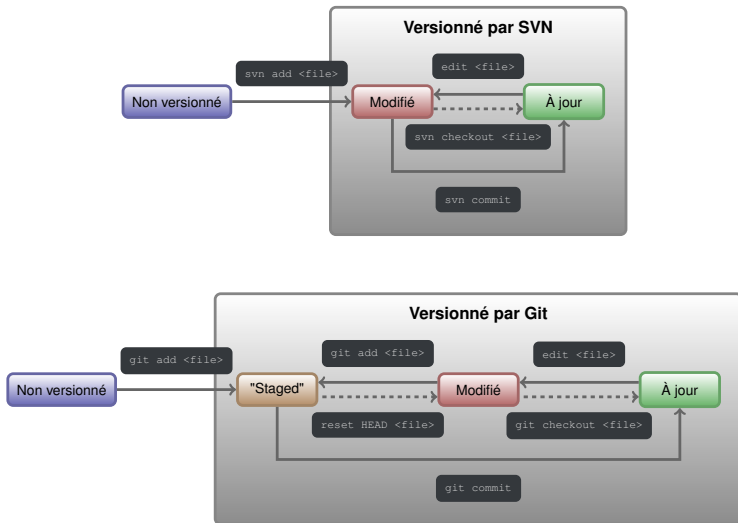 Versionné par SVN
svn add <file>
edit <file>
Non versionné
Modifié
À jour
svn checkout <file>
svn commit
Versionné par Git
git add <file>
git add <file>
edit <file>
Non versionné
"Staged"
Modifié
À jour
reset HEAD <file>
git checkout <file>
git commit